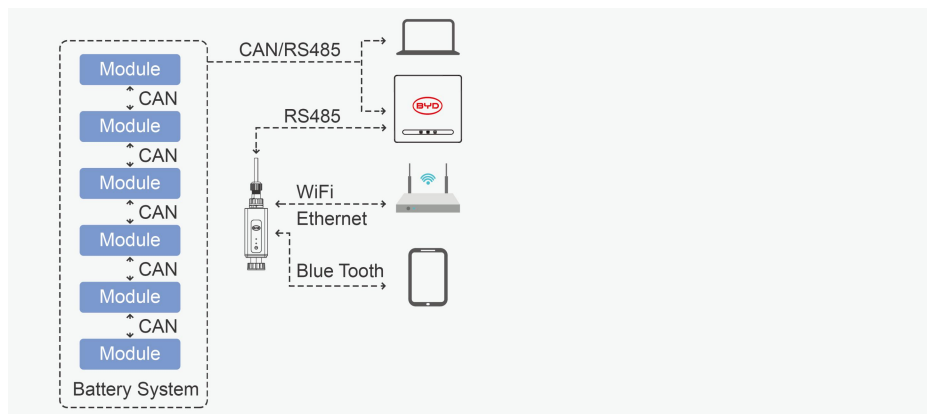 CAN/RS485
Module
CAN
BYD
Module
RS485
CAN
Module
WiFi
CAN
Ethernet
Module
CAN
Blue Tooth
Module
CAN
Module
Battery System